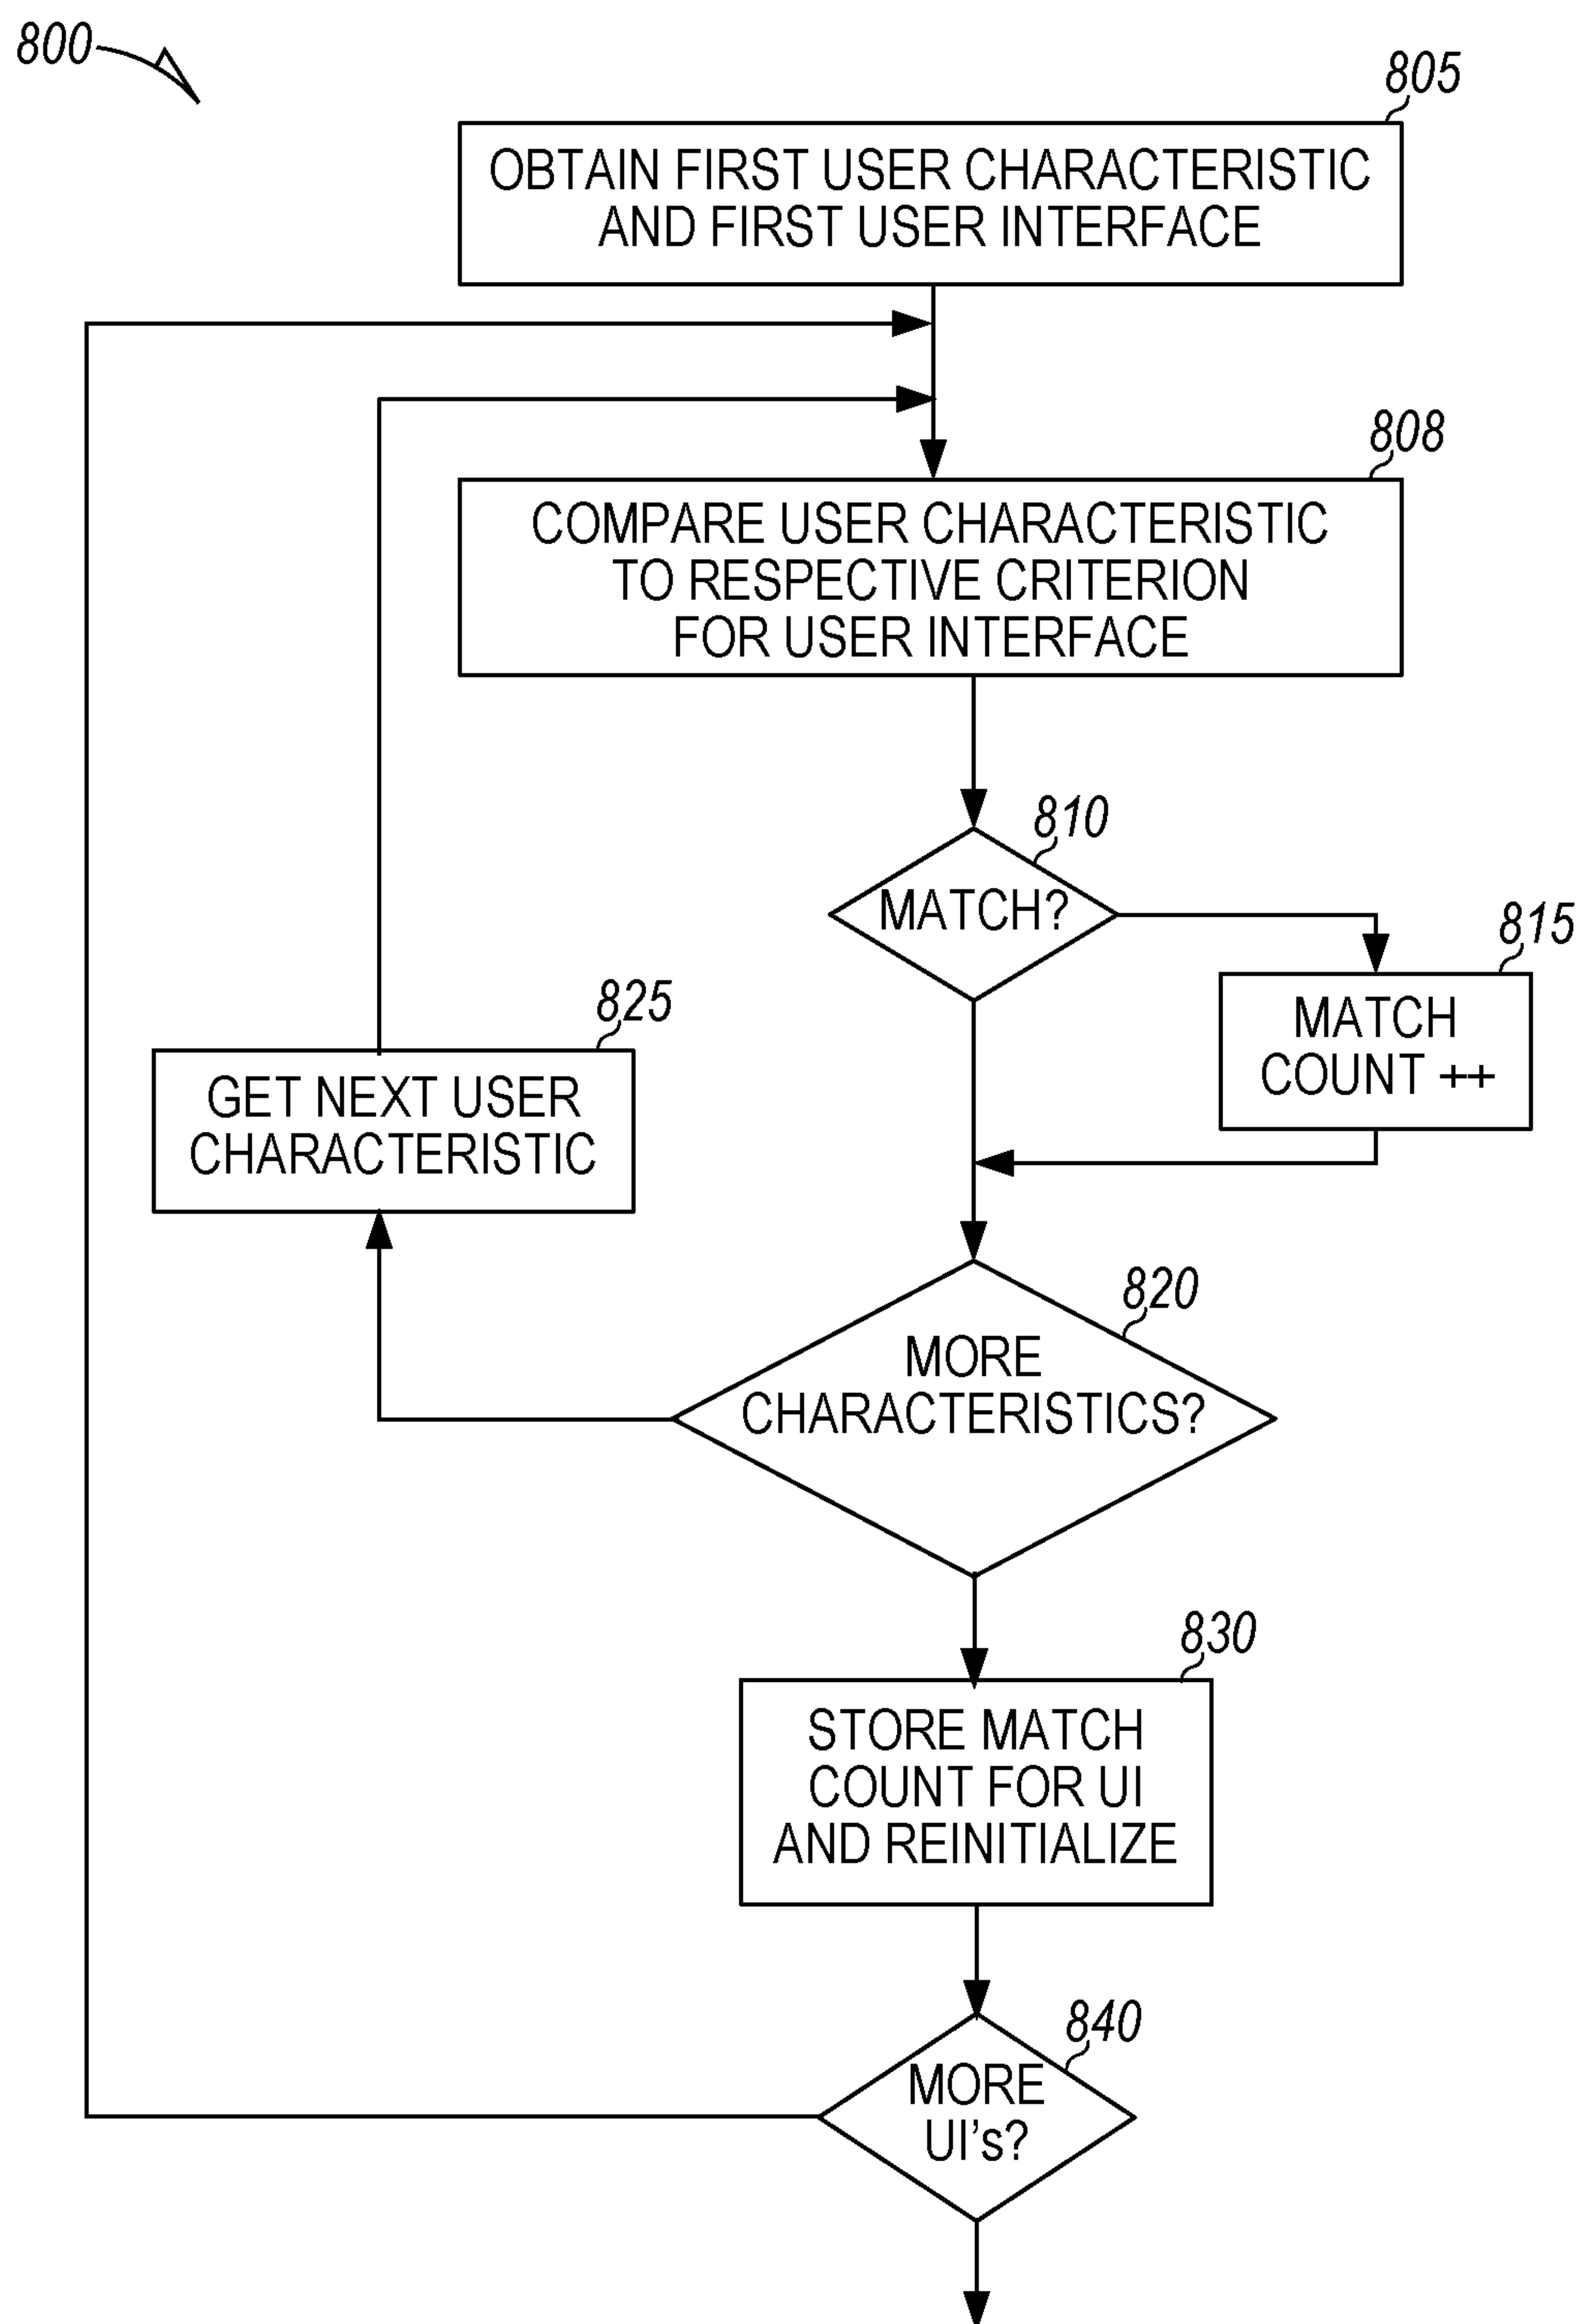 800
805
OBTAIN FIRST USER CHARACTERISTIC
AND FIRST USER INTERFACE
808
COMPARE USER CHARACTERISTIC
TO RESPECTIVE CRITERION
FOR USER INTERFACE
810
MATCH?
815
MATCH
COUNT ++
825
GET NEXT USER
CHARACTERISTIC
820
MORE
CHARACTERISTICS?
830
STORE MATCH
COUNT FOR UI
AND REINITIALIZE
840
MORE
UI's?